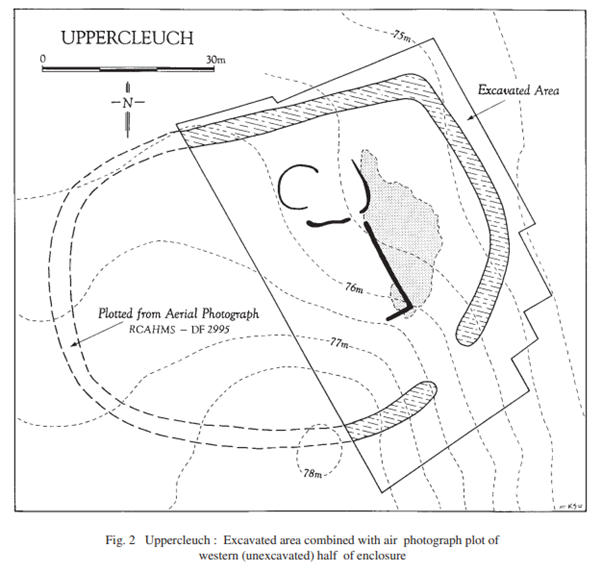 UPPERCLEUCH
0 30m
–N–
75m
Excavated Area
76m
Plotted from Aerial Photograph
RCAHMS – DF 2995
77m
78m
Fig. 2 Uppercleuch : Excavated area combined with air photograph plot of
western (unexcavated) half of enclosure